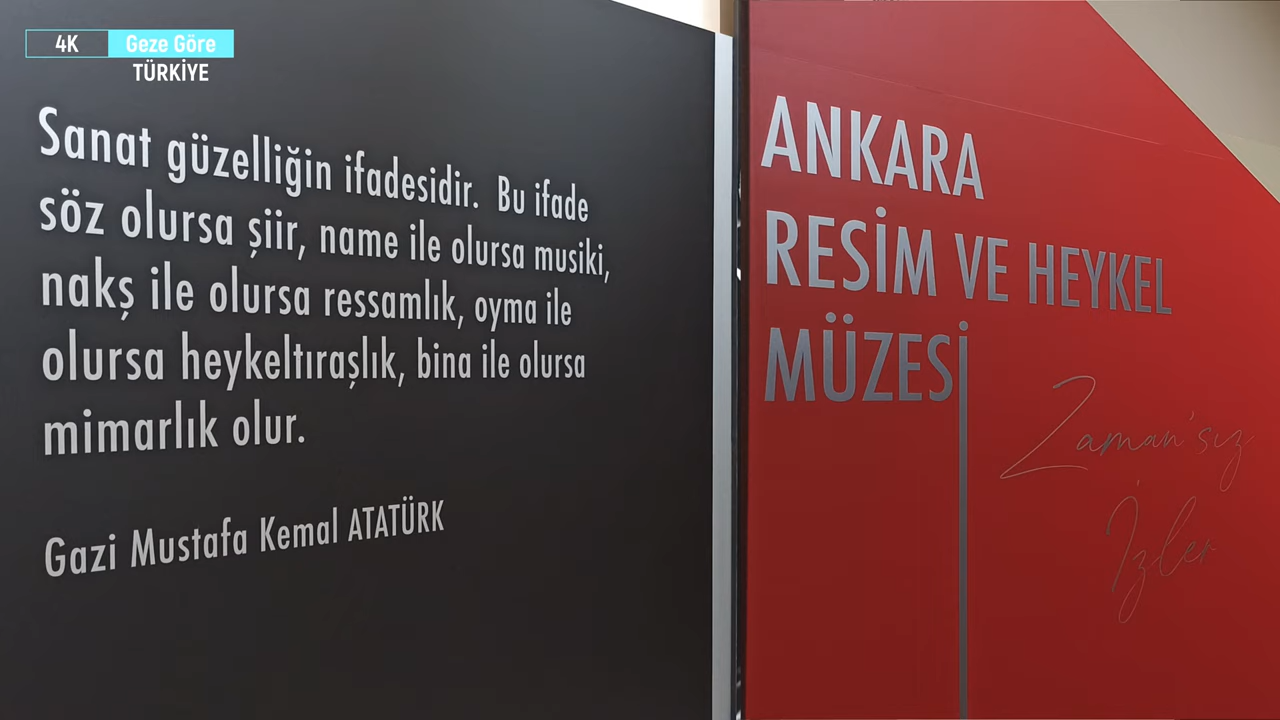 4K Geze Göre
TÜRKİYE
Sanat güzelliğin ifadesidir. Bu ifade
söz olursa şiir, name ile olursa musiki,
nakş ile olursa ressamlık, oyma ile
olursa heykeltıraşlık, bina ile olursa
mimarlık olur.
Gazi Mustafa Kemal ATATÜRK
ANKARA
RESİM VE HEYKEL
MÜZESİ
Zaman'sız
İzler